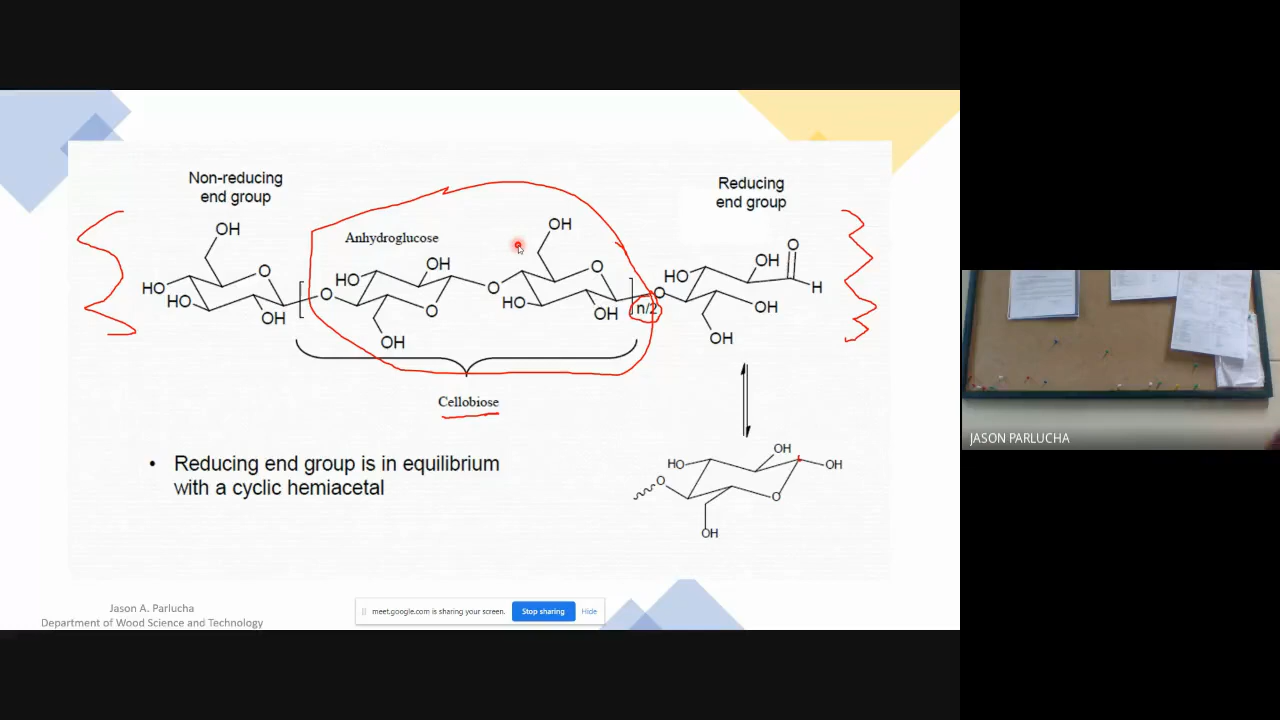 Non-reducing
end group
Reducing
end group
OH
Anhydroglucose
OH
O
HO
HO
O
OH
[
O
HO
OH
O
OH
O
HO
O
OH
]
n/2
O
HO
OH
O
H
OH
OH
Cellobiose
• Reducing end group is in equilibrium
with a cyclic hemiacetal
HO
OH
OH
O
O
OH
Jason A. Parlucha
Department of Wood Science and Technology
meet.google.com is sharing your screen.
Stop sharing
Hide
JASON PARLUCHA